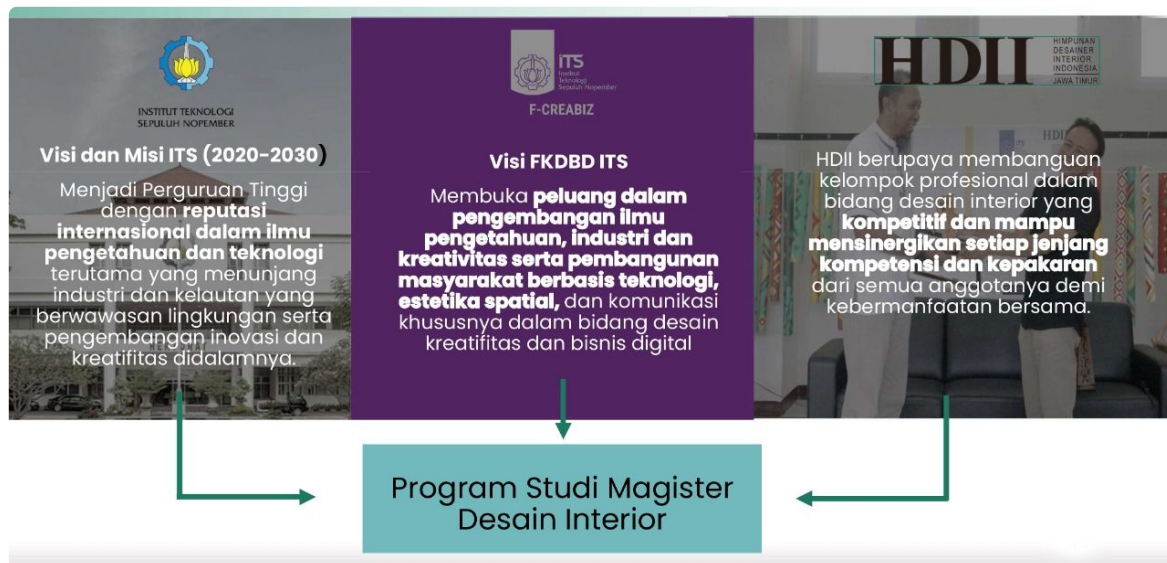 INSTITUT TEKNOLOGI
SEPULUH NOPEMBER
Visi dan Misi ITS (2020-2030)
Menjadi Perguruan Tinggi
dengan reputasi
internasional dalam ilmu
pengetahuan dan teknologi
terutama yang menunjang
industri dan kelautan yang
berwawasan lingkungan serta
pengembangan inovasi dan
kreatifitas didalamnya.
ITS
Institut
Teknologi
Sepuluh Nopember
F-CREABIZ
Visi FKDBD ITS
Membuka peluang dalam
pengembangan ilmu
pengetahuan, industri dan
kreativitas serta pembangunan
masyarakat berbasis teknologi,
estetika spatial, dan komunikasi
khususnya dalam bidang desain
kreatifitas dan bisnis digital
HDII
HIMPUNAN
DESAINER
INTERIOR
INDONESIA
JAWA TIMUR
HDII berupaya membanguan
kelompok profesional dalam
bidang desain interior yang
kompetitif dan mampu
mensinergikan setiap jenjang
kompetensi dan kepakaran
dari semua anggotanya demi
kebermanfaatan bersama.
Program Studi Magister
Desain Interior